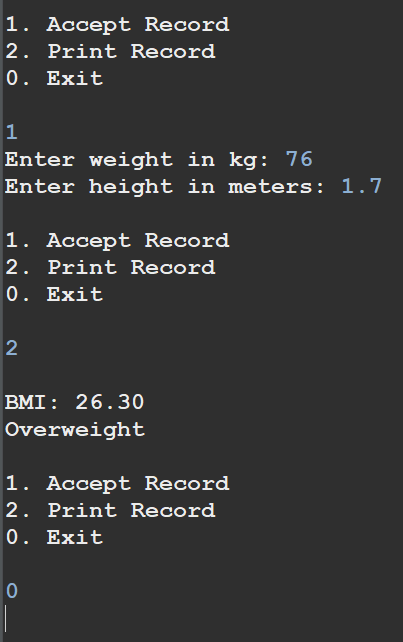 1. Accept Record
2. Print Record
0. Exit
1
Enter weight in kg: 76
Enter height in meters: 1.7
1. Accept Record
2. Print Record
0. Exit
2
BMI: 26.30
Overweight
1. Accept Record
2. Print Record
0. Exit
0